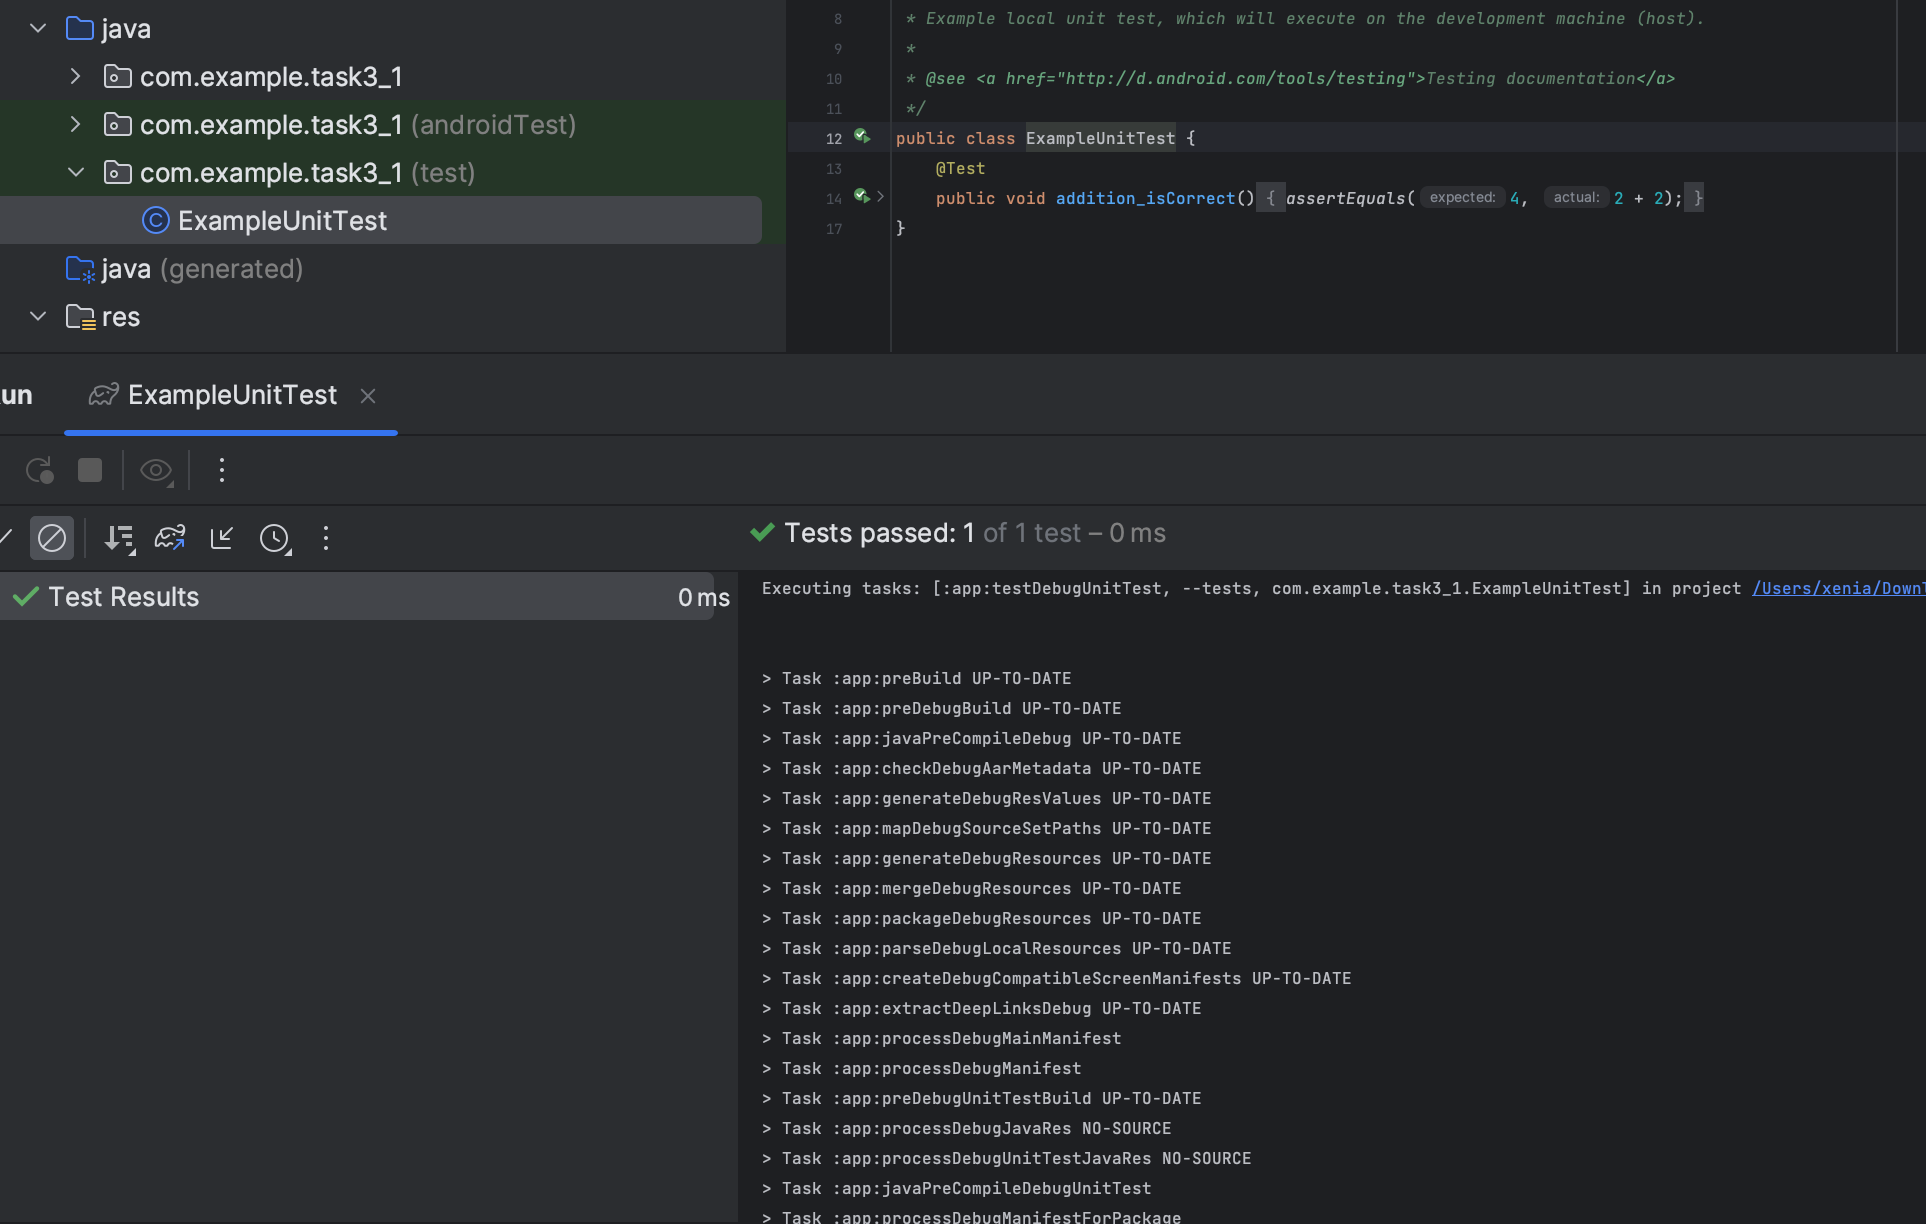 java
com.example.task3_1
com.example.task3_1 (androidTest)
com.example.task3_1 (test)
ExampleUnitTest
java (generated)
res
8 * Example local unit test, which will execute on the development machine (host).
9 *
10 * @see <a href="http://d.android.com/tools/testing">Testing documentation</a>
11 */
12 public class ExampleUnitTest {
13 @Test
14 public void addition_isCorrect() { assertEquals( expected: 4, actual: 2 + 2); }
17 }
un ExampleUnitTest
Tests passed: 1 of 1 test – 0 ms
Test Results 0 ms
Executing tasks: [:app:testDebugUnitTest, --tests, com.example.task3_1.ExampleUnitTest] in project /Users/xenia/Down
> Task :app:preBuild UP-TO-DATE
> Task :app:preDebugBuild UP-TO-DATE
> Task :app:javaPreCompileDebug UP-TO-DATE
> Task :app:checkDebugAarMetadata UP-TO-DATE
> Task :app:generateDebugResValues UP-TO-DATE
> Task :app:mapDebugSourceSetPaths UP-TO-DATE
> Task :app:generateDebugResources UP-TO-DATE
> Task :app:mergeDebugResources UP-TO-DATE
> Task :app:packageDebugResources UP-TO-DATE
> Task :app:parseDebugLocalResources UP-TO-DATE
> Task :app:createDebugCompatibleScreenManifests UP-TO-DATE
> Task :app:extractDeepLinksDebug UP-TO-DATE
> Task :app:processDebugMainManifest
> Task :app:processDebugManifest
> Task :app:preDebugUnitTestBuild UP-TO-DATE
> Task :app:processDebugJavaRes NO-SOURCE
> Task :app:processDebugUnitTestJavaRes NO-SOURCE
> Task :app:javaPreCompileDebugUnitTest
> Task :app:processDebugManifestForPackage